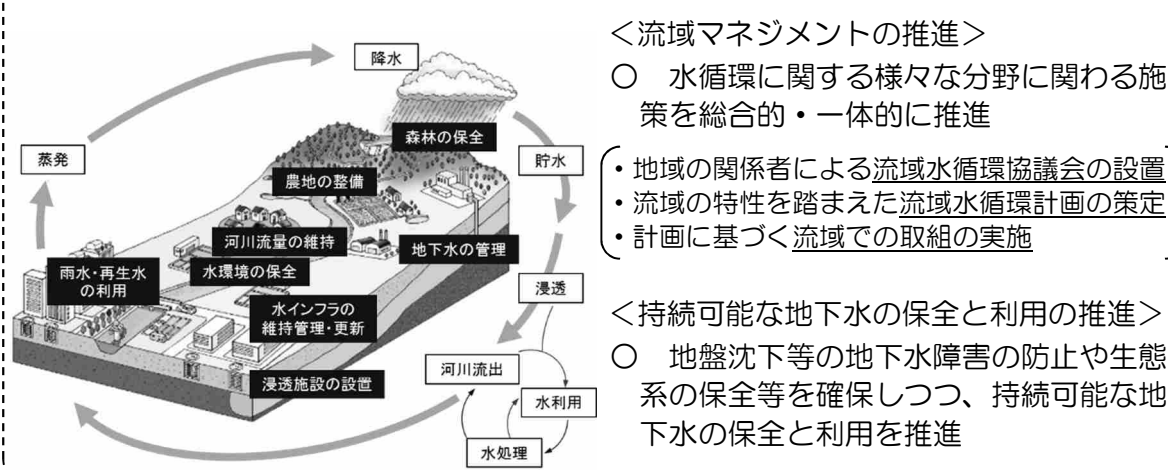 降水
森林の保全
蒸発
貯水
農地の整備
河川流量の維持
地下水の管理
雨水・再生水
の利用
水環境の保全
浸透
水インフラの
維持管理・更新
河川流出
浸透施設の設置
水利用
水処理
＜流域マネジメントの推進＞
○　水循環に関する様々な分野に関わる施
策を総合的・一体的に推進
・地域の関係者による流域水循環協議会の設置
・流域の特性を踏まえた流域水循環計画の策定
・計画に基づく流域での取組の実施
＜持続可能な地下水の保全と利用の推進＞
○　地盤沈下等の地下水障害の防止や生態
系の保全等を確保しつつ、持続可能な地
下水の保全と利用を推進